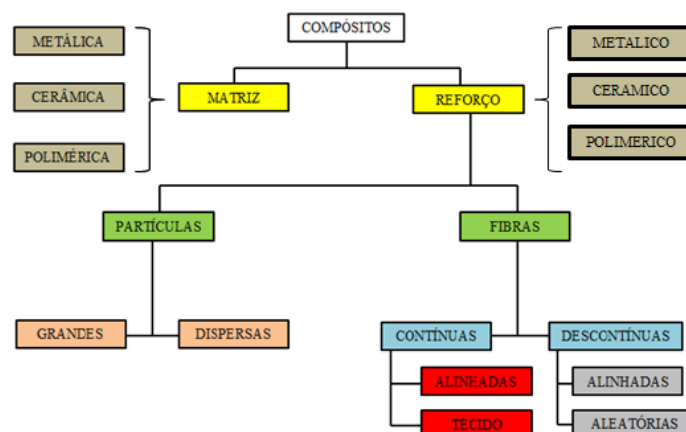 COMPÓSITOS
METÁLICA
METALICO
CERÂMICA
MATRIZ
REFORÇO
CERAMICO
POLIMÉRICA
POLIMERICO
PARTÍCULAS
FIBRAS
GRANDES
DISPERSAS
CONTÍNUAS
DESCONTÍNUAS
ALINHADAS
ALINHADAS
TECIDO
ALEATÓRIAS